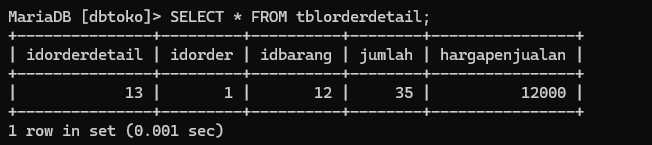 MariaDB [dbtoko]> SELECT * FROM tblorderdetail;
+---------------+---------+----------+--------+----------------+
| idorderdetail | idorder | idbarang | jumlah | hargapenjualan |
+---------------+---------+----------+--------+----------------+
|            13 |       1 |       12 |     35 |          12000 |
+---------------+---------+----------+--------+----------------+
1 row in set (0.001 sec)